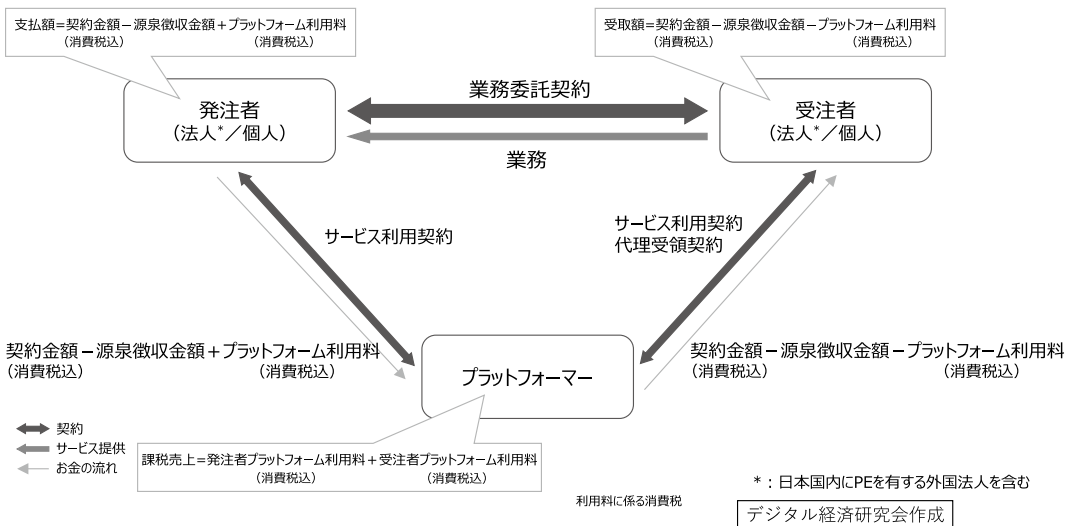 支払額=契約金額－源泉徴収金額＋プラットフォーム利用料
（消費税込） （消費税込）
受取額=契約金額－源泉徴収金額－プラットフォーム利用料
（消費税込） （消費税込）
業務委託契約
発注者
（法人*／個人）
受注者
（法人*／個人）
業務
サービス利用契約
サービス利用契約
代理受領契約
契約金額－源泉徴収金額＋プラットフォーム利用料
（消費税込） （消費税込）
契約金額－源泉徴収金額－プラットフォーム利用料
（消費税込） （消費税込）
プラットフォーマー
契約
サービス提供
お金の流れ
課税売上=発注者プラットフォーム利用料＋受注者プラットフォーム利用料
（消費税込） （消費税込）
利用料に係る消費税
*：日本国内にPEを有する外国法人を含む
デジタル経済研究会作成